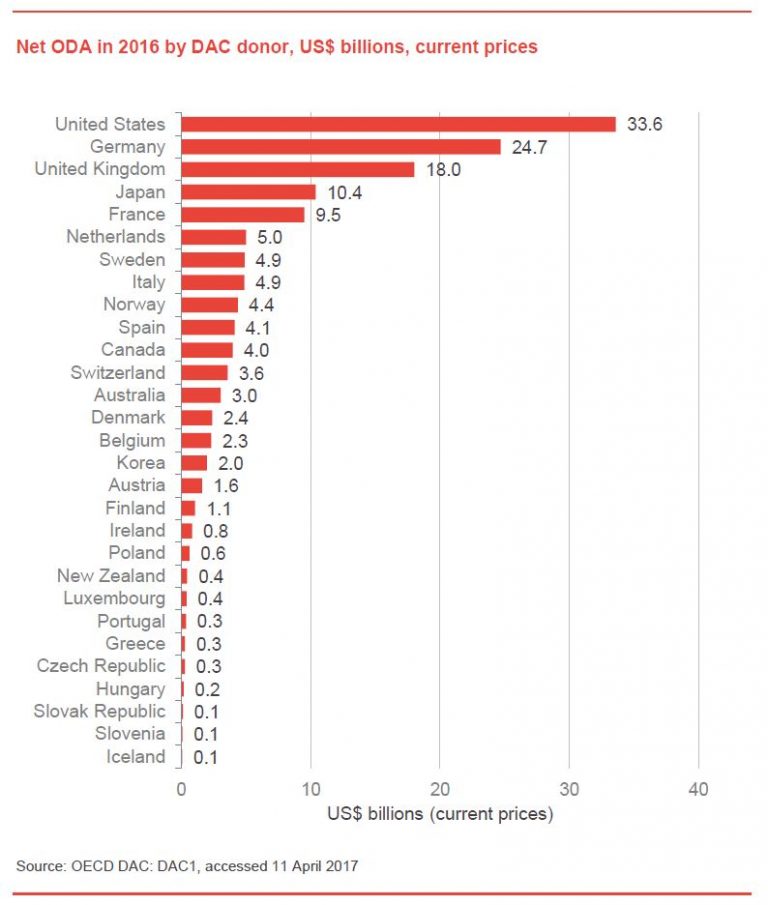 Net ODA in 2016 by DAC donor, US$ billions, current prices
United States 33.6
Germany 24.7
United Kingdom 18.0
Japan 10.4
France 9.5
Netherlands 5.0
Sweden 4.9
Italy 4.9
Norway 4.4
Spain 4.1
Canada 4.0
Switzerland 3.6
Australia 3.0
Denmark 2.4
Belgium 2.3
Korea 2.0
Austria 1.6
Finland 1.1
Ireland 0.8
Poland 0.6
New Zealand 0.4
Luxembourg 0.4
Portugal 0.3
Greece 0.3
Czech Republic 0.3
Hungary 0.2
Slovak Republic 0.1
Slovenia 0.1
Iceland 0.1
0 10 20 30 40
US$ billions (current prices)
Source: OECD DAC: DAC1, accessed 11 April 2017